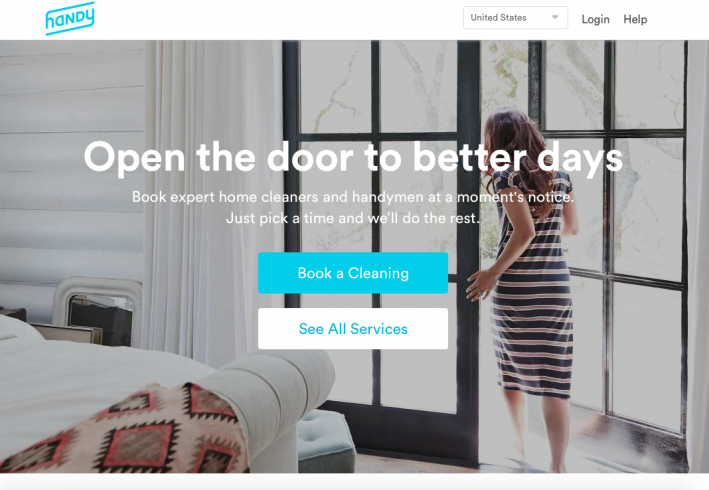 HANDY
United States
Login
Help
Open the door to better days
Book expert home cleaners and handymen at a moment's notice.
Just pick a time and we'll do the rest.
Book a Cleaning
See All Services